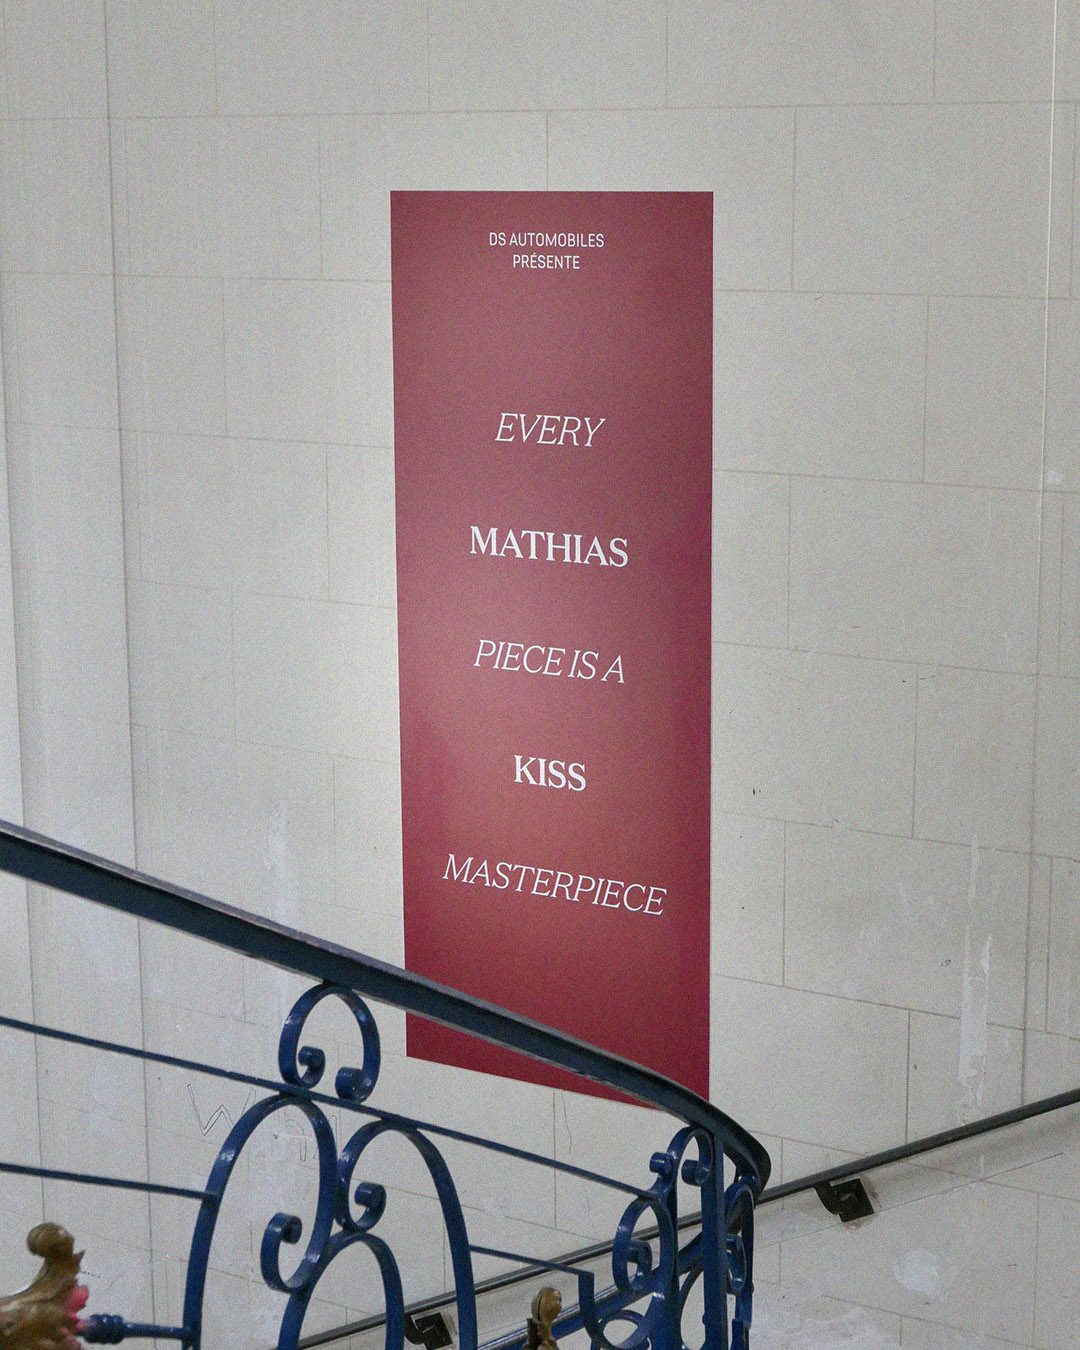 DS AUTOMOBILES
PRÉSENTE
EVERY
MATHIAS
PIECE IS A
KISS
MASTERPIECE